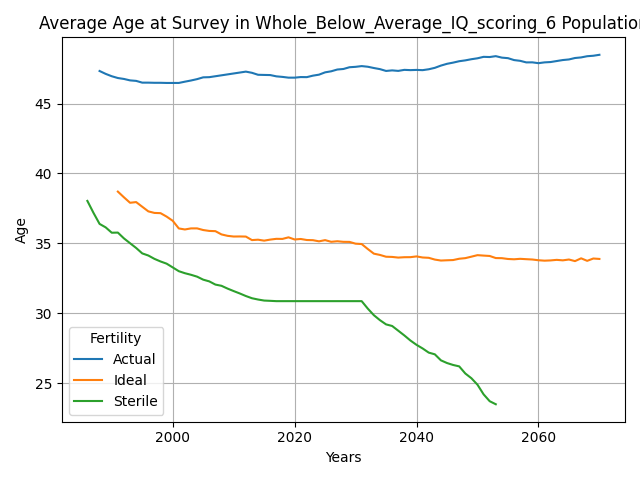 Average Age at Survey in Whole_Below_Average_IQ_scoring_6 Population
45
40
35
30
25
Age
Fertility
Actual
Ideal
Sterile
2000 2020 2040 2060
Years